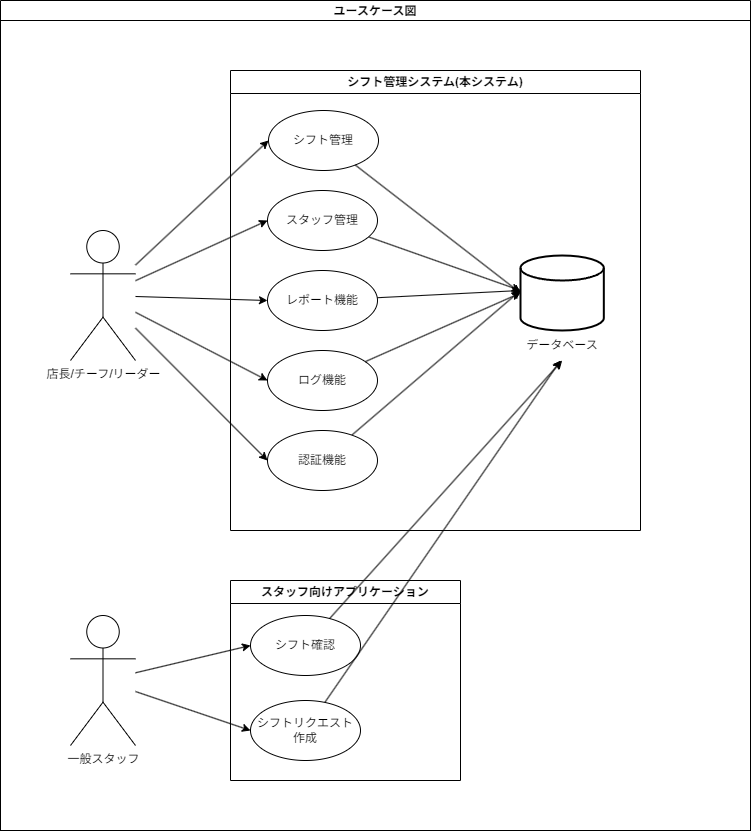 ユースケース図
シフト管理システム(本システム)
シフト管理
スタッフ管理
レポート機能
ログ機能
認証機能
データベース
店長/チーフ/リーダー
スタッフ向けアプリケーション
シフト確認
シフトリクエスト
作成
一般スタッフ